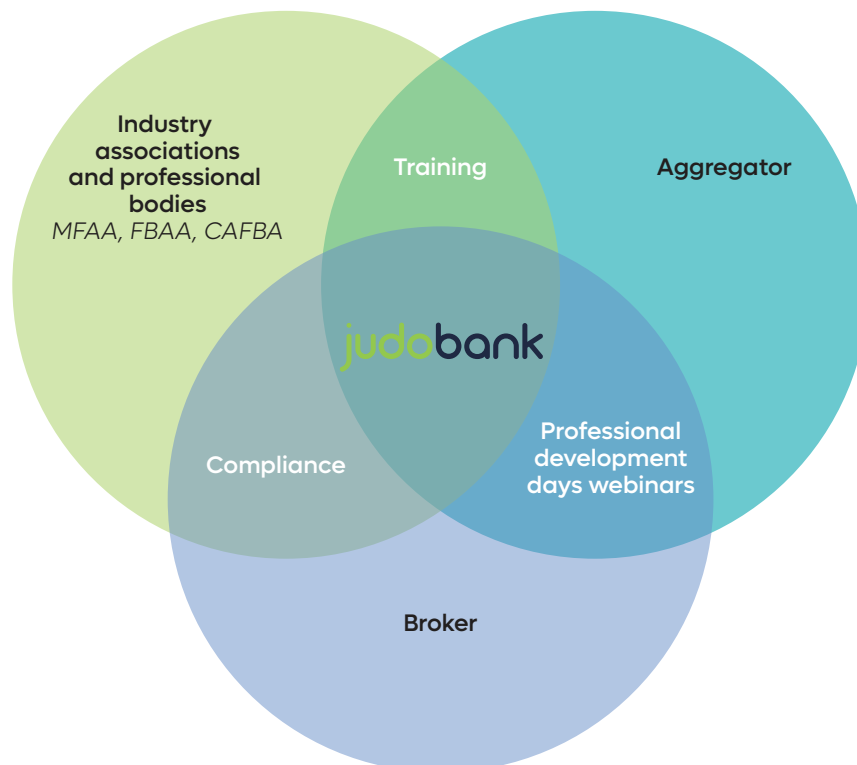 Industry
associations
and professional
bodies
MFAA, FBAA, CAFBA
Training
Aggregator
judobank
Compliance
Professional
development
days webinars
Broker